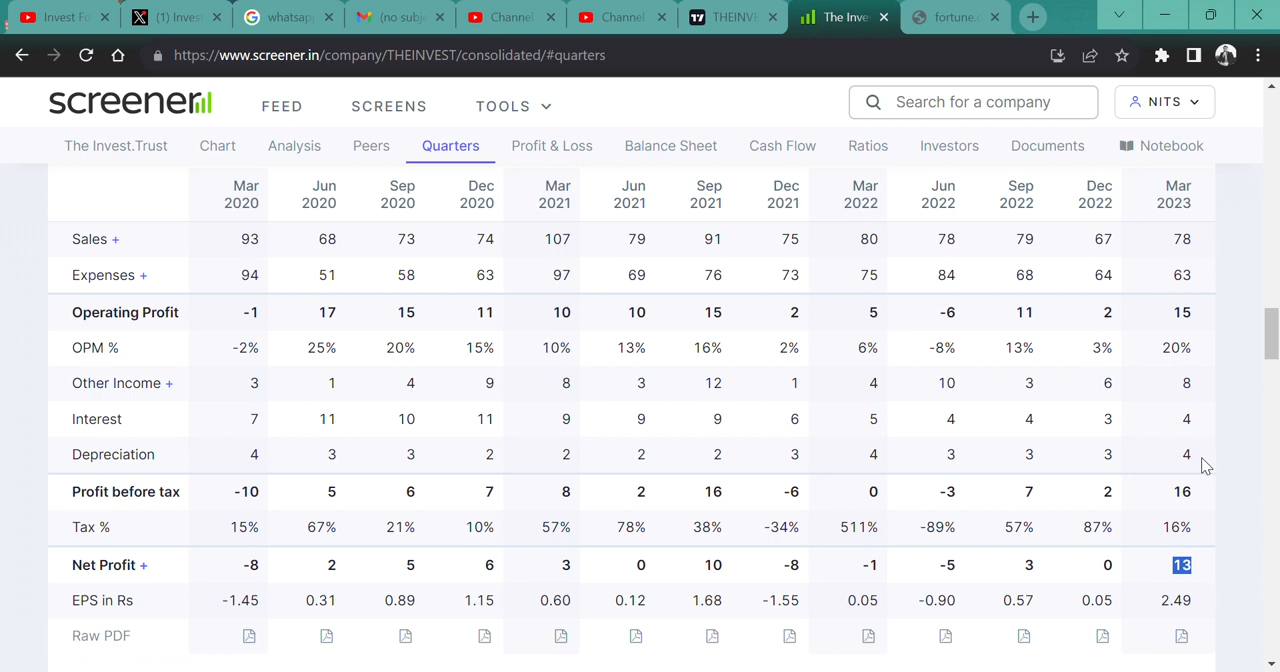 Invest Fo
(1) Invest
whatsap
(no subj
Channel
Channel
THEINV
The Inve
fortune.
https://www.screener.in/company/THEINVEST/consolidated/#quarters
screener
FEED SCREENS TOOLS
Search for a company
NITS
The Invest.Trust Chart Analysis Peers Quarters Profit & Loss Balance Sheet Cash Flow Ratios Investors Documents Notebook
Mar Jun Sep Dec Mar Jun Sep Dec Mar Jun Sep Dec Mar
2020 2020 2020 2020 2021 2021 2021 2021 2022 2022 2022 2022 2023
Sales + 93 68 73 74 107 79 91 75 80 78 79 67 78
Expenses + 94 51 58 63 97 69 76 73 75 84 68 64 63
Operating Profit -1 17 15 11 10 10 15 2 5 -6 11 2 15
OPM % -2% 25% 20% 15% 10% 13% 16% 2% 6% -8% 13% 3% 20%
Other Income + 3 1 4 9 8 3 12 1 4 10 3 6 8
Interest 7 11 10 11 9 9 9 6 5 4 4 3 4
Depreciation 4 3 3 2 2 2 2 3 4 3 3 3 4
Profit before tax -10 5 6 7 8 2 16 -6 0 -3 7 2 16
Tax % 15% 67% 21% 10% 57% 78% 38% -34% 511% -89% 57% 87% 16%
Net Profit + -8 2 5 6 3 0 10 -8 -1 -5 3 0 13
EPS in Rs -1.45 0.31 0.89 1.15 0.60 0.12 1.68 -1.55 0.05 -0.90 0.57 0.05 2.49
Raw PDF